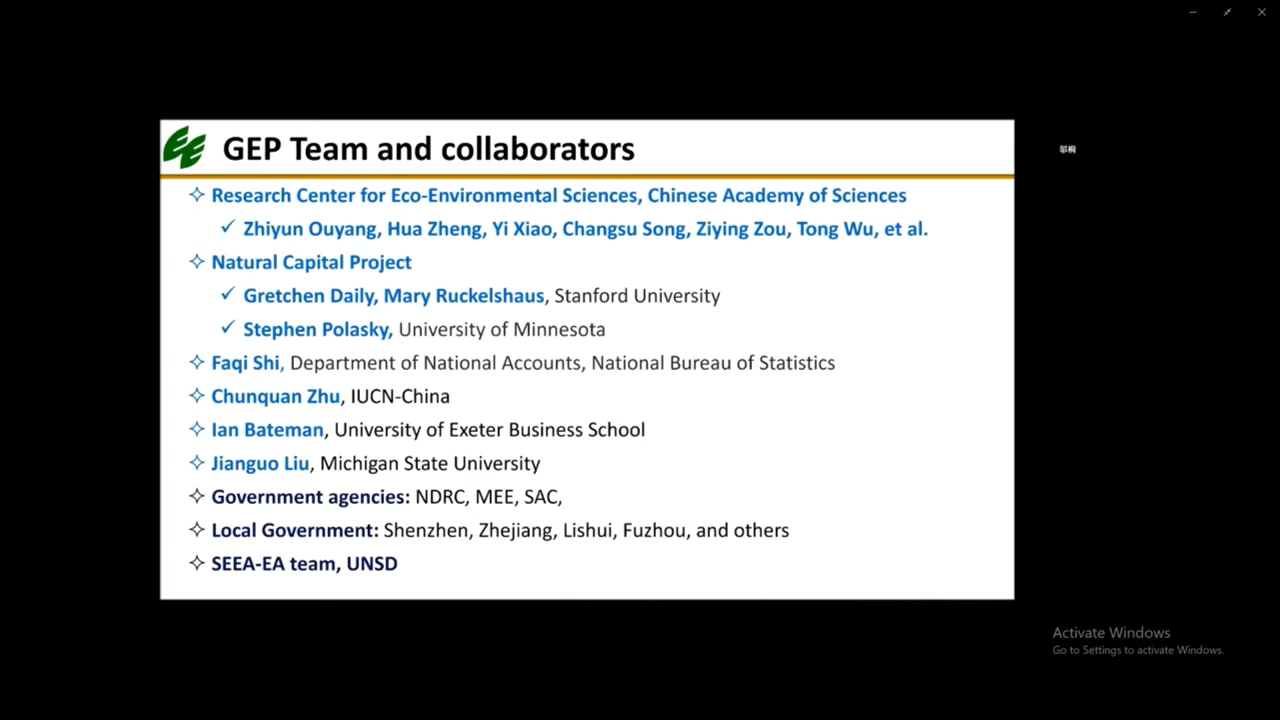 GEP Team and collaborators
Research Center for Eco-Environmental Sciences, Chinese Academy of Sciences
Zhiyun Ouyang, Hua Zheng, Yi Xiao, Changsu Song, Ziying Zou, Tong Wu, et al.
Natural Capital Project
Gretchen Daily, Mary Ruckelshaus, Stanford University
Stephen Polasky, University of Minnesota
Faqi Shi, Department of National Accounts, National Bureau of Statistics
Chunquan Zhu, IUCN-China
Ian Bateman, University of Exeter Business School
Jianguo Liu, Michigan State University
Government agencies: NDRC, MEE, SAC,
Local Government: Shenzhen, Zhejiang, Lishui, Fuzhou, and others
SEEA-EA team, UNSD
Activate Windows
Go to Settings to activate Windows.